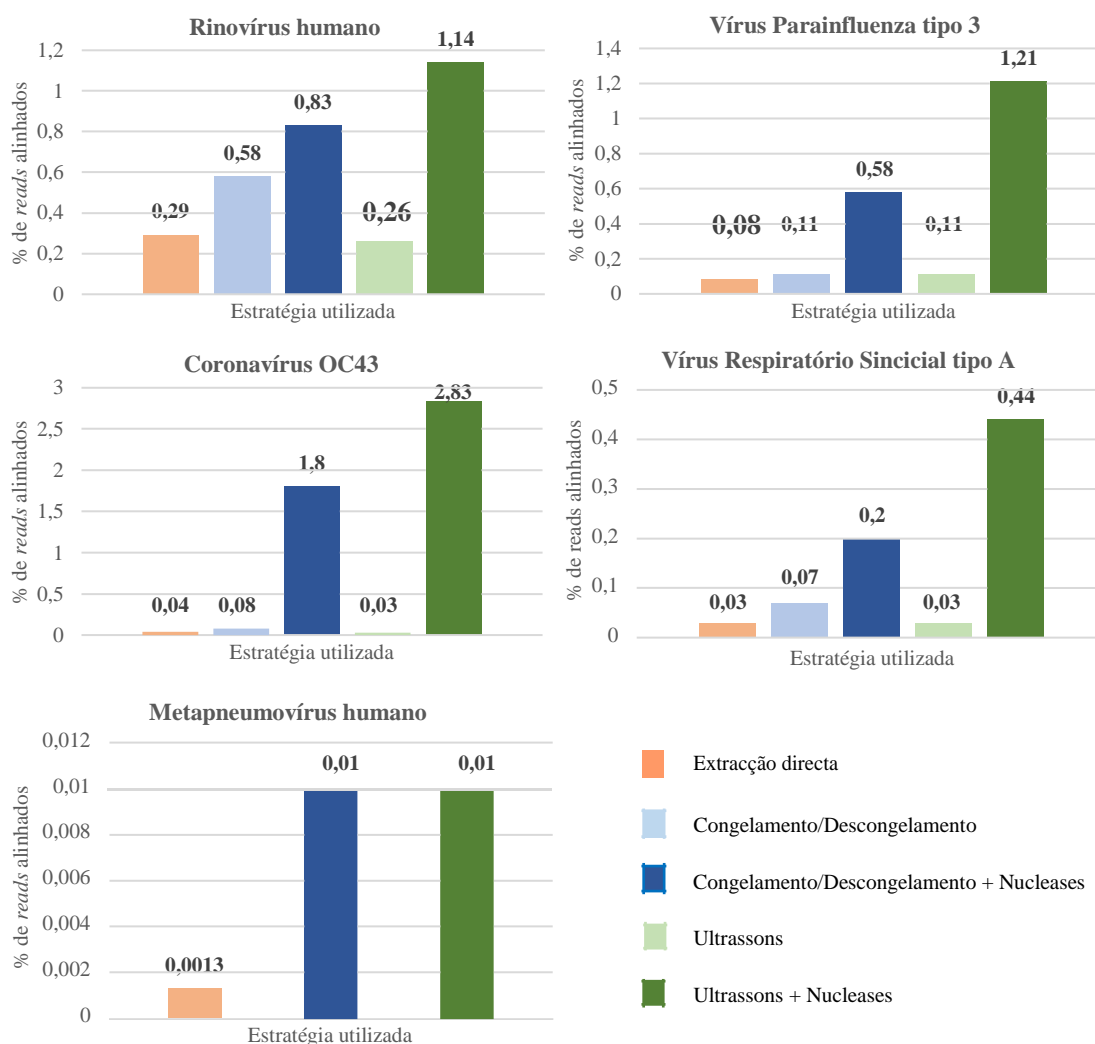 Rinovírus humano
% de reads alinhados
1,2
1
0,8
0,6
0,4
0,2
0
0,29
0,58
0,83
0,26
1,14
Estratégia utilizada
Vírus Parainfluenza tipo 3
% de reads alinhados
1,4
1,2
1
0,8
0,6
0,4
0,2
0
0,08
0,11
0,58
0,11
1,21
Estratégia utilizada
Coronavírus OC43
% de reads alinhados
3
2,5
2
1,5
1
0,5
0
0,04
0,08
1,8
0,03
2,83
Estratégia utilizada
Vírus Respiratório Sincicial tipo A
% de reads alinhados
0,5
0,4
0,3
0,2
0,1
0
0,03
0,07
0,2
0,03
0,44
Estratégia utilizada
Metapneumovírus humano
% de reads alinhados
0,012
0,01
0,008
0,006
0,004
0,002
0
0,0013
0,01
0,01
Estratégia utilizada
Extracção directa
Congelamento/Descongelamento
Congelamento/Descongelamento + Nucleases
Ultrassons
Ultrassons + Nucleases